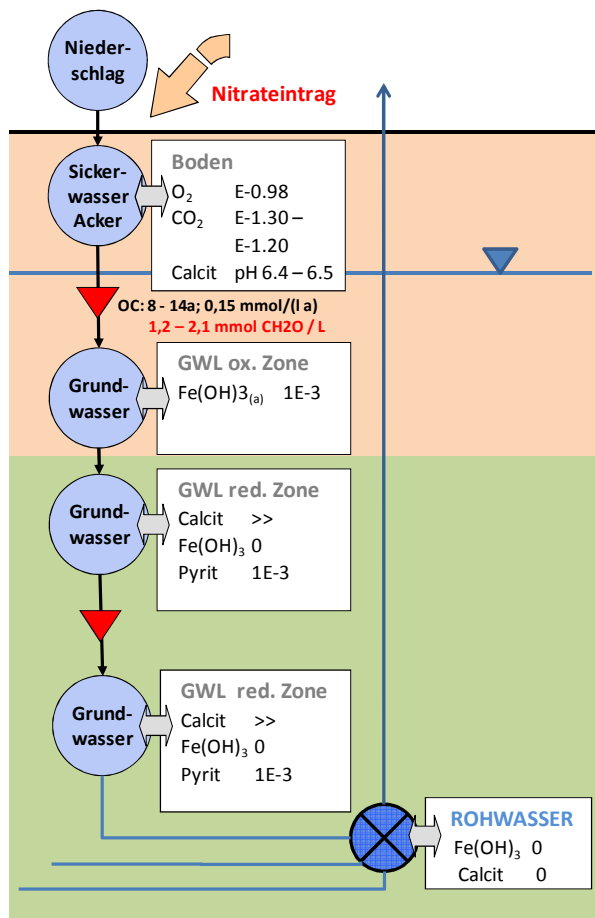 Nieder-
schlag
Nitrateintrag
Sicker-
wasser
Acker
Boden
O2 E-0.98
CO2 E-1.30 –
E-1.20
Calcit pH 6.4 – 6.5
OC: 8 - 14a; 0,15 mmol/(l a)
1,2 – 2,1 mmol CH2O / L
Grund-
wasser
GWL ox. Zone
Fe(OH)3(a) 1E-3
Grund-
wasser
GWL red. Zone
Calcit >>
Fe(OH)3 0
Pyrit 1E-3
Grund-
wasser
GWL red. Zone
Calcit >>
Fe(OH)3 0
Pyrit 1E-3
ROHWASSER
Fe(OH)3 0
Calcit 0